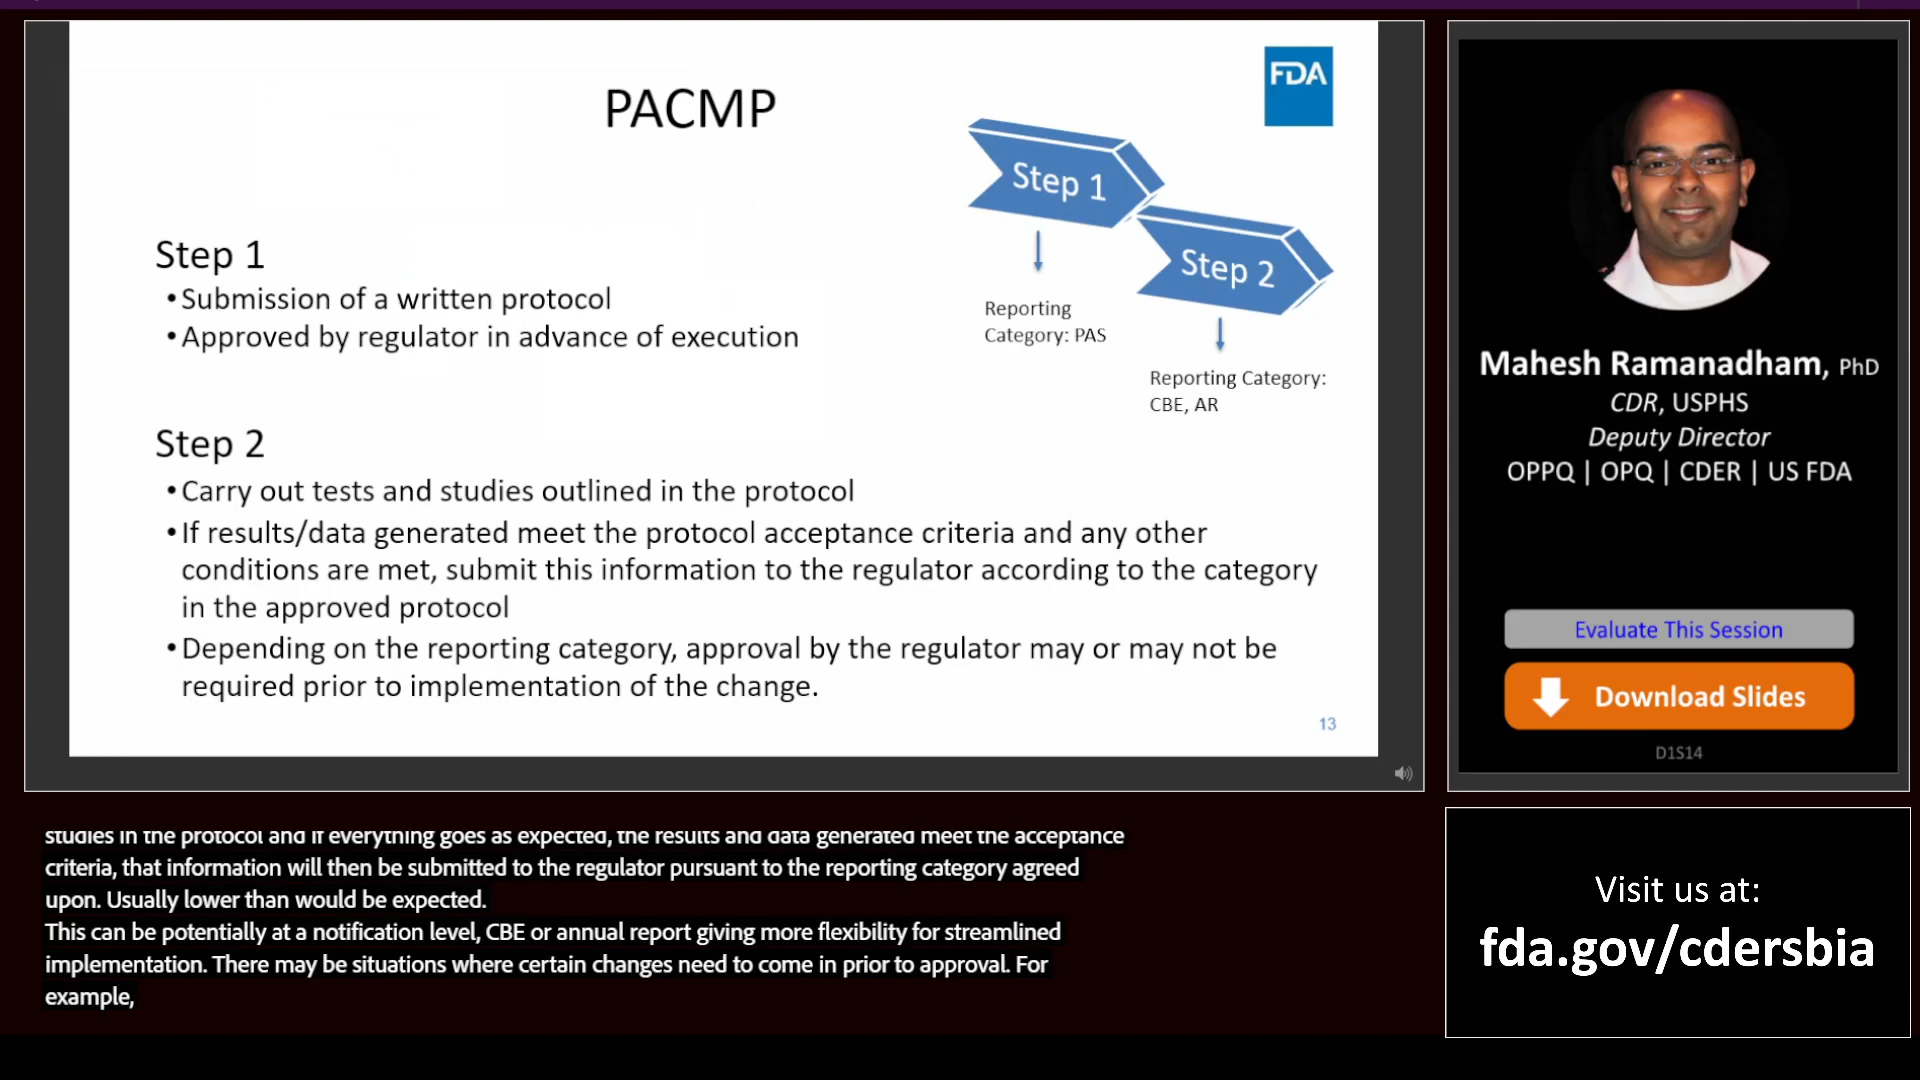 FDA
PACMP
Step 1
Step 2
Reporting
Category: PAS
Reporting Category:
CBE, AR
Step 1
•Submission of a written protocol
•Approved by regulator in advance of execution
Step 2
•Carry out tests and studies outlined in the protocol
•If results/data generated meet the protocol acceptance criteria and any other
conditions are met, submit this information to the regulator according to the category
in the approved protocol
•Depending on the reporting category, approval by the regulator may or may not be
required prior to implementation of the change.
13
Mahesh Ramanadham, PhD
CDR, USPHS
Deputy Director
OPPQ | OPQ | CDER | US FDA
Evaluate This Session
Download Slides
D1S14
studies in the protocol and if everything goes as expected, the results and data generated meet the acceptance
criteria, that information will then be submitted to the regulator pursuant to the reporting category agreed
upon. Usually lower than would be expected.
This can be potentially at a notification level, CBE or annual report giving more flexibility for streamlined
implementation. There may be situations where certain changes need to come in prior to approval. For
example,
Visit us at:
fda.gov/cdersbia